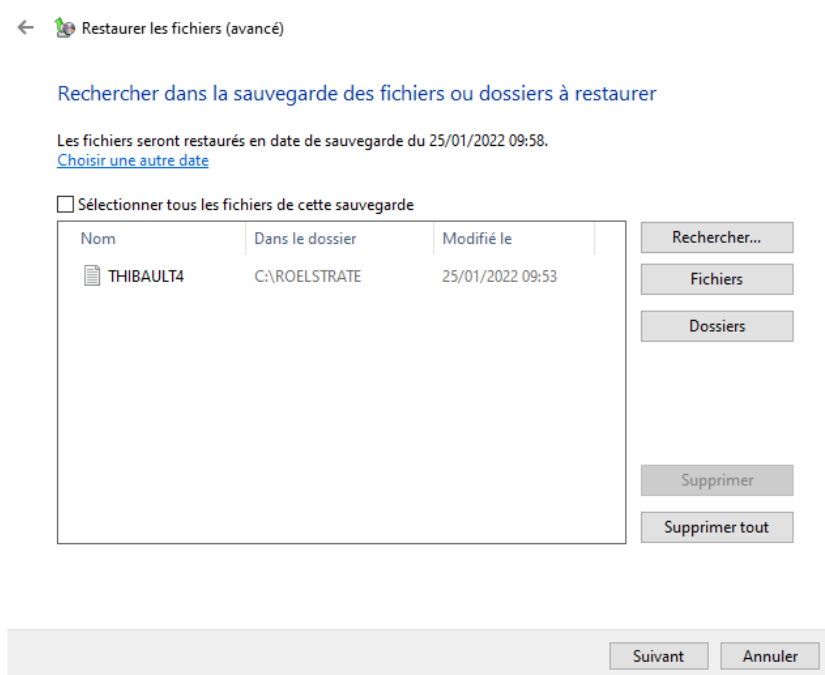 Restaurer les fichiers (avancé)
Rechercher dans la sauvegarde des fichiers ou dossiers à restaurer
Les fichiers seront restaurés en date de sauvegarde du 25/01/2022 09:58.
Choisir une autre date
Sélectionner tous les fichiers de cette sauvegarde
Nom Dans le dossier Modifié le
THIBAULT4 C:\ROELSTRATE 25/01/2022 09:53
Rechercher...
Fichiers
Dossiers
Supprimer
Supprimer tout
Suivant Annuler